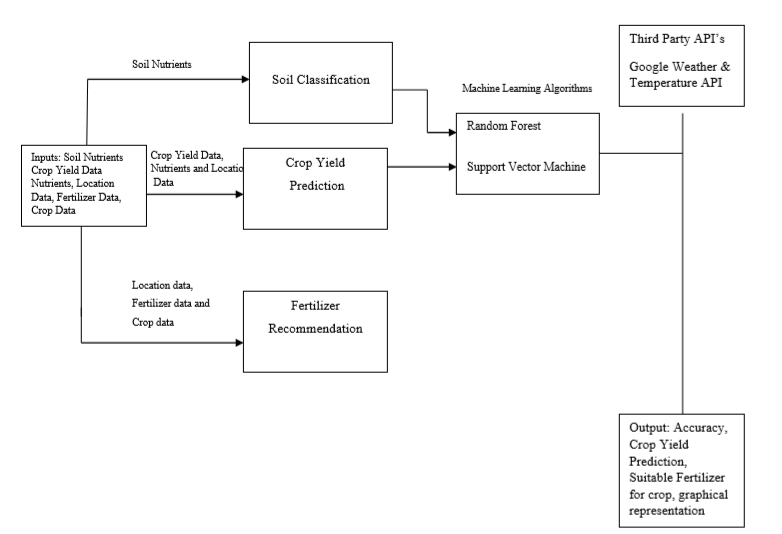 Third Party API's
Google Weather &
Temperature API
Soil Nutrients
Soil Classification
Machine Learning Algorithms
Random Forest
Support Vector Machine
Inputs: Soil Nutrients
Crop Yield Data
Nutrients, Location
Data, Fertilizer Data,
Crop Data
Crop Yield Data,
Nutrients and Locatio
Data
Crop Yield
Prediction
Location data,
Fertilizer data and
Crop data
Fertilizer
Recommendation
Output: Accuracy,
Crop Yield
Prediction,
Suitable Fertilizer
for crop, graphical
representation